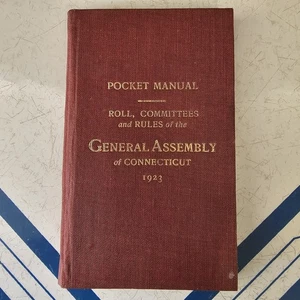 POCKET MANUAL
ROLL, COMMITTEES
and RULES of the
GENERAL ASSEMBLY
of CONNECTICUT
1923